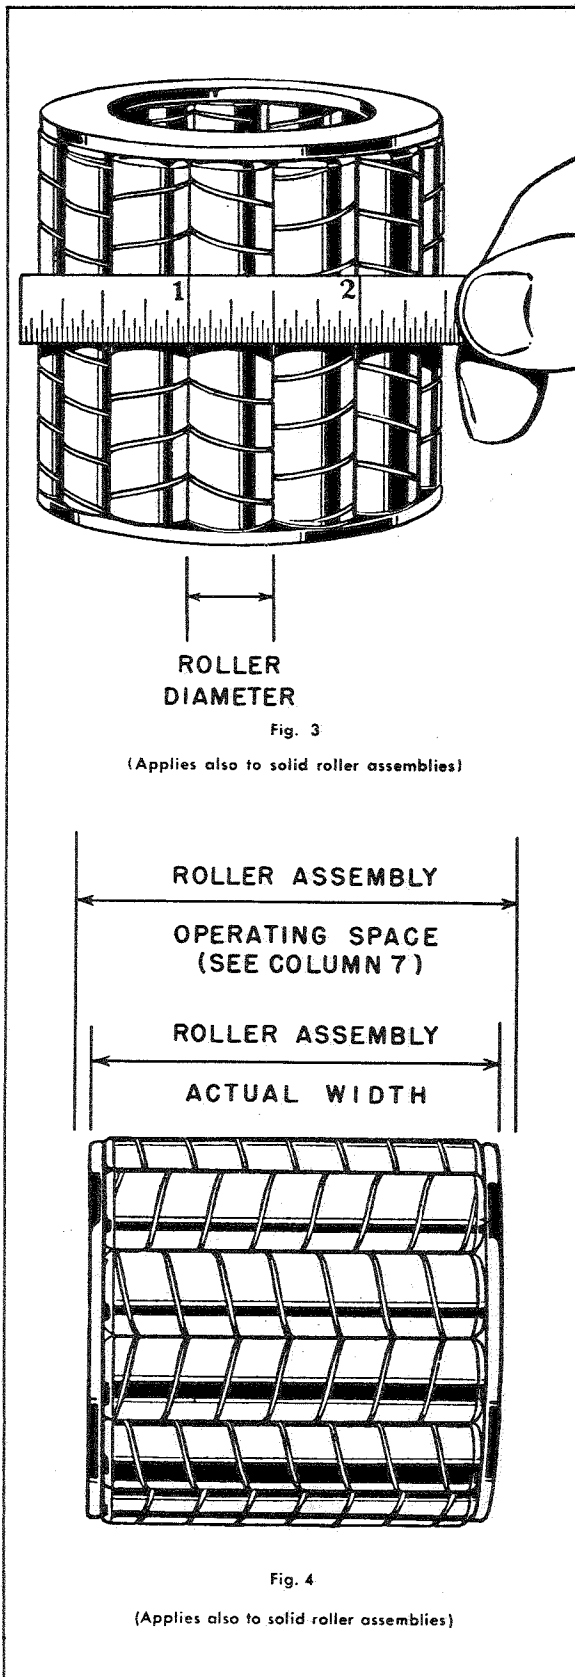 1 2
ROLLER
DIAMETER
Fig. 3
(Applies also to solid roller assemblies)
ROLLER ASSEMBLY
OPERATING SPACE
(SEE COLUMN 7)
ROLLER ASSEMBLY
ACTUAL WIDTH
Fig. 4
(Applies also to solid roller assemblies)